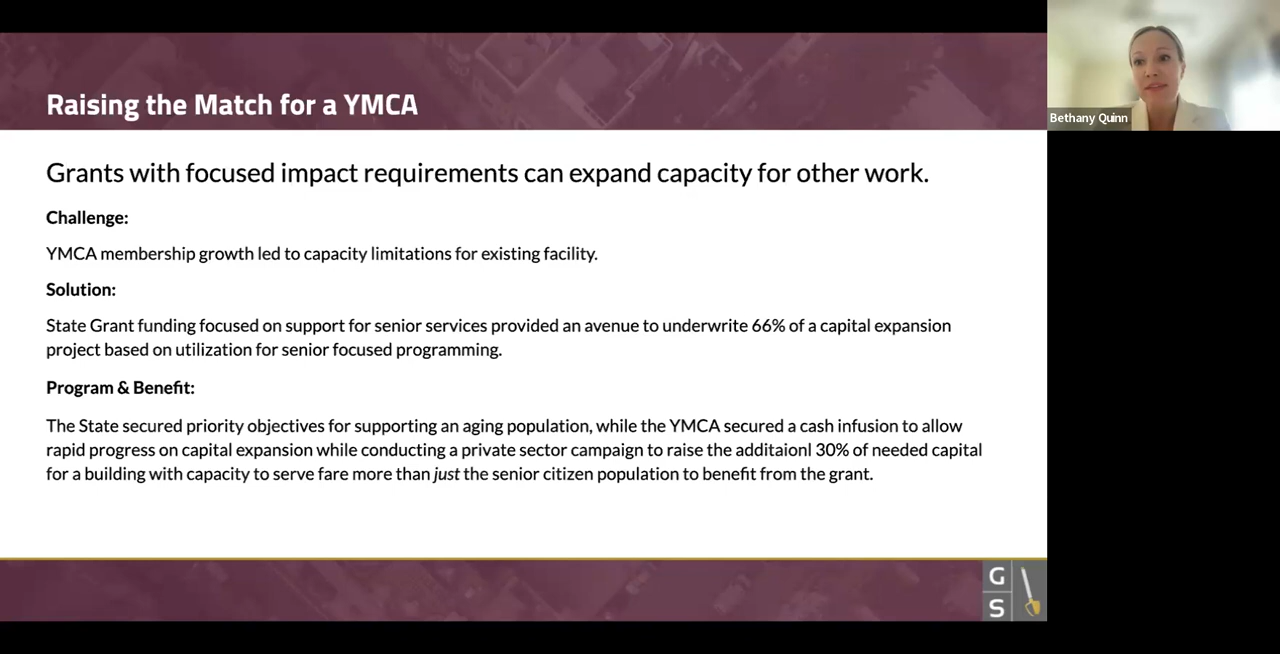 Raising the Match for a YMCA
Bethany Quinn
Grants with focused impact requirements can expand capacity for other work.
Challenge:
YMCA membership growth led to capacity limitations for existing facility.
Solution:
State Grant funding focused on support for senior services provided an avenue to underwrite 66% of a capital expansion
project based on utilization for senior focused programming.
Program & Benefit:
The State secured priority objectives for supporting an aging population, while the YMCA secured a cash infusion to allow
rapid progress on capital expansion while conducting a private sector campaign to raise the additaionl 30% of needed capital
for a building with capacity to serve fare more than just the senior citizen population to benefit from the grant.
G
S